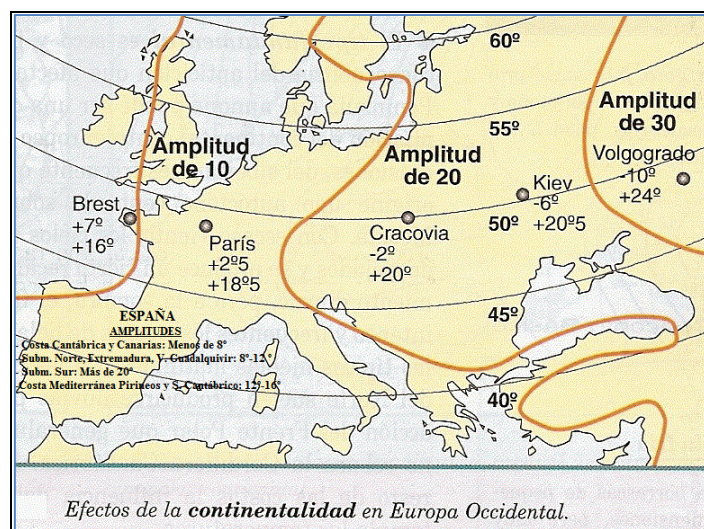 60º
55º
50º
45º
40º
Amplitud
de 10
Amplitud
de 20
Amplitud
de 30
Volgogrado
-10º
+24º
Kiev
-6º
+20º5
Brest
+7º
+16º
París
+2º5
+18º5
Cracovia
-2º
+20º
ESPAÑA
AMPLITUDES
- Costa Cantábrica y Canarias: Menos de 8º
- Subm. Norte, Extremadura, V. Guadalquivir: 8º-12 º
- Subm. Sur: Más de 20º
-Costa Mediterránea Pirineos y S. Cantábrico: 12º-16º
Efectos de la continentalidad en Europa Occidental.